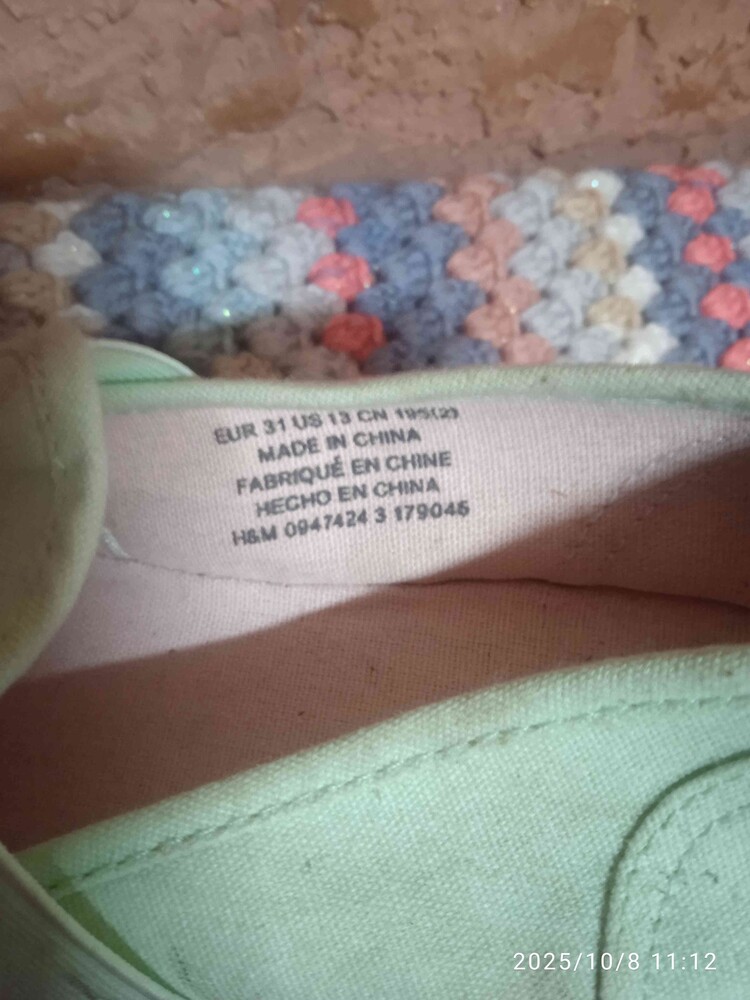 EUR 31 US 13 CN 195(2)
MADE IN CHINA
FABRIQUÉ EN CHINE
HECHO EN CHINA
H&M 0947424 3 179045
2025/10/8 11:12